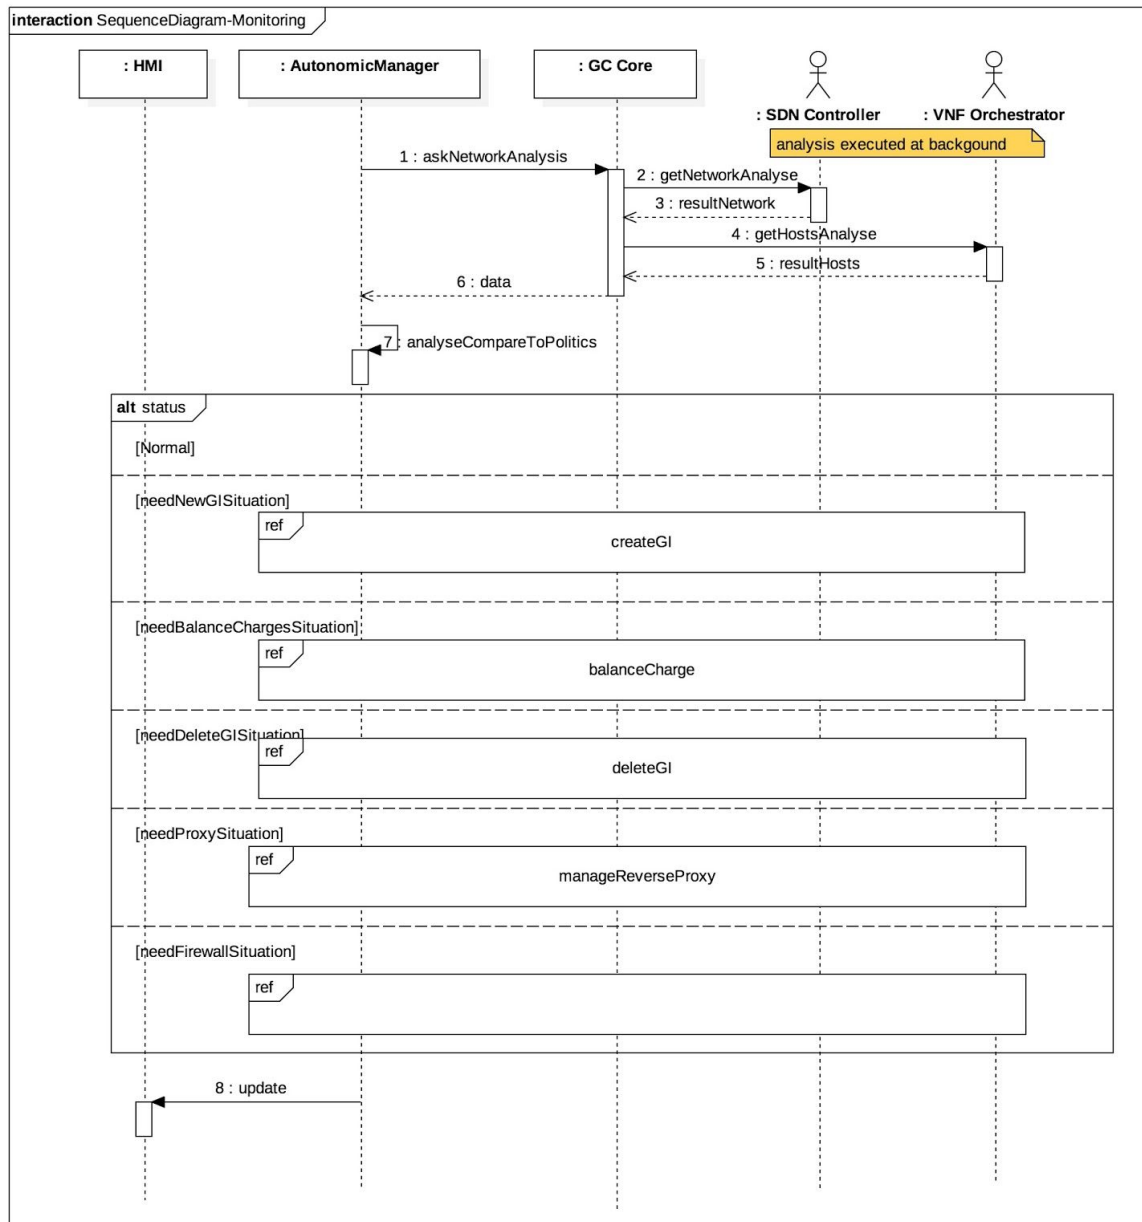 interaction SequenceDiagram-Monitoring
: HMI
: AutonomicManager
: GC Core
: SDN Controller
: VNF Orchestrator
analysis executed at backgound
1 : askNetworkAnalysis
2 : getNetworkAnalyse
3 : resultNetwork
4 : getHostsAnalyse
5 : resultHosts
6 : data
7 : analyseCompareToPolitics
alt status
[Normal]
[needNewGISituation]
ref
createGI
[needBalanceChargesSituation]
ref
balanceCharge
[needDeleteGISituation]
ref
deleteGI
[needProxySituation]
ref
manageReverseProxy
[needFirewallSituation]
ref
8 : update